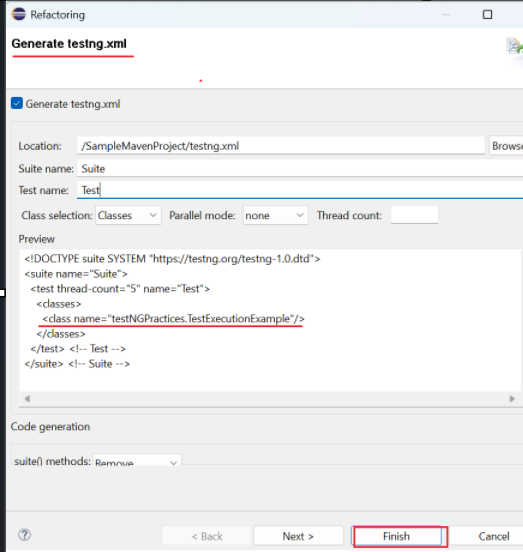 Refactoring
Generate testng.xml
Generate testng.xml
Location: /SampleMavenProject/testng.xml Browse
Suite name: Suite
Test name: Test
Class selection: Classes Parallel mode: none Thread count:
Preview
<!DOCTYPE suite SYSTEM "https://testng.org/testng-1.0.dtd">
<suite name="Suite">
<test thread-count="5" name="Test">
<classes>
<class name="testNGPractices.TestExecutionExample"/>
</classes>
</test> <!-- Test -->
</suite> <!-- Suite -->
Code generation
suite() methods: Remove
? < Back Next > Finish Cancel